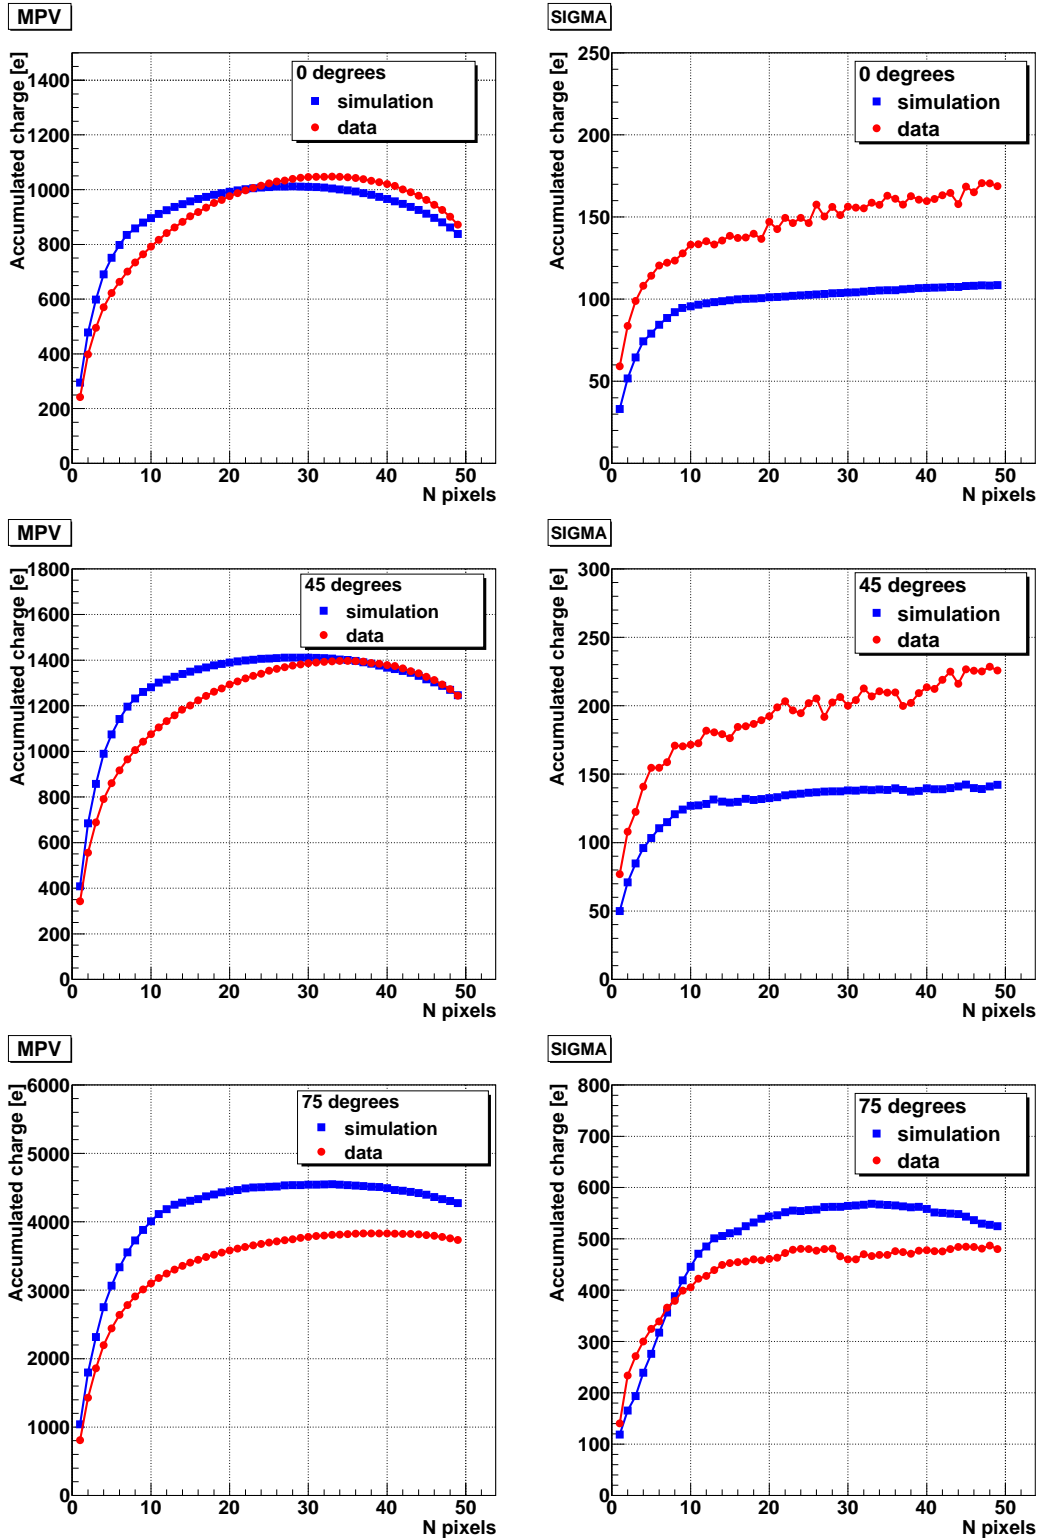 MPV
Accumulated charge [e]
1400
1200
1000
800
600
400
200
0
0 degrees
simulation
data
0 10 20 30 40 50
N pixels
SIGMA
Accumulated charge [e]
250
200
150
100
50
0
0 degrees
simulation
data
0 10 20 30 40 50
N pixels
MPV
Accumulated charge [e]
1800
1600
1400
1200
1000
800
600
400
200
0
45 degrees
simulation
data
0 10 20 30 40 50
N pixels
SIGMA
Accumulated charge [e]
300
250
200
150
100
50
0
45 degrees
simulation
data
0 10 20 30 40 50
N pixels
MPV
Accumulated charge [e]
6000
5000
4000
3000
2000
1000
0
75 degrees
simulation
data
0 10 20 30 40 50
N pixels
SIGMA
Accumulated charge [e]
800
700
600
500
400
300
200
100
0
75 degrees
simulation
data
0 10 20 30 40 50
N pixels